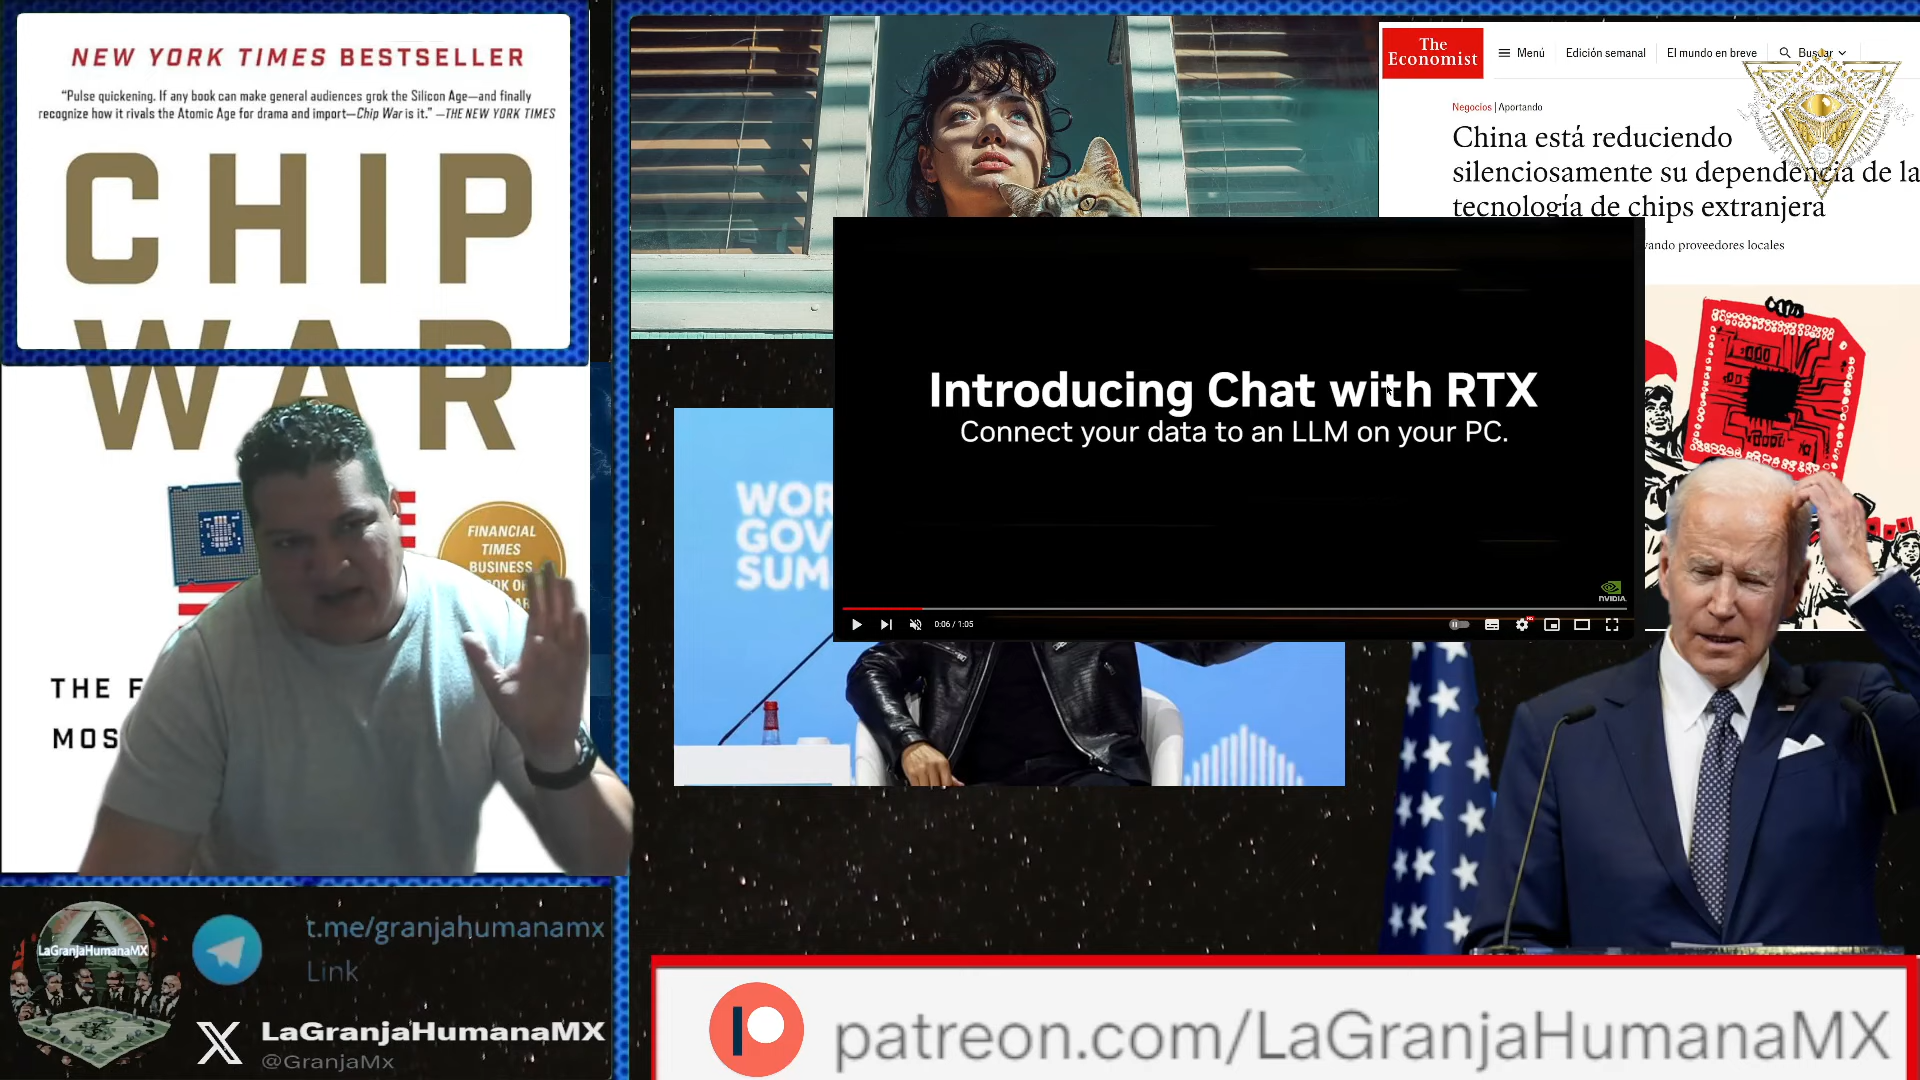 NEW YORK TIMES BESTSELLER
“Pulse quickening. If any book can make general audiences grok the Silicon Age—and finally
recognize how it rivals the Atomic Age for drama and import—Chip War is it.” —THE NEW YORK TIMES
CHIP
WAR
FINANCIAL
TIMES
BUSINESS
THE F
MOS
LaGranjaHumanaMX
t.me/granjahumanamx
Link
LaGranjaHumanaMX
@GranjaMx
The
Economist
Menú
Edición semanal
El mundo en breve
Buscar
Negocios | Aportando
China está reduciendo
silenciosamente su dependencia de la
tecnología de chips extranjera
proveedores locales
WOR
GOV
SUM
Introducing Chat with RTX
Connect your data to an LLM on your PC.
NVIDIA
0:06 / 1:05
patreon.com/LaGranjaHumanaMX